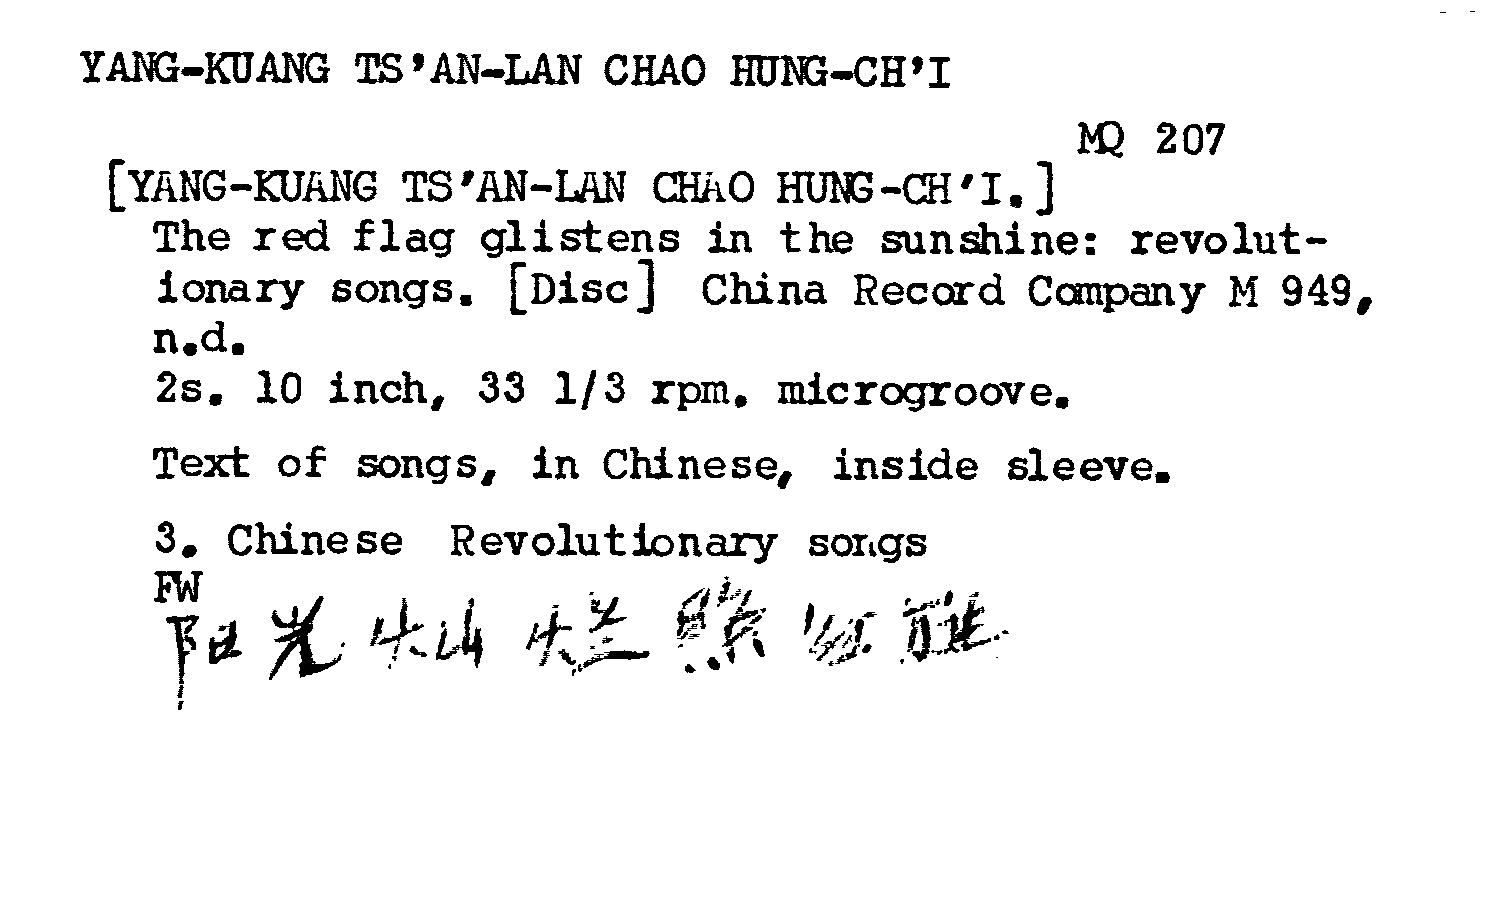 YANG-KUANG TS'AN-LAN CHAO HUNG-CH'I
MQ 207
[YANG-KUANG TS'AN-LAN CHAO HUNG-CH'I.]
The red flag glistens in the sunshine: revolut-
ionary songs. [Disc] China Record Company M 949,
n.d.
2s. 10 inch, 33 1/3 rpm. microgroove.
Text of songs, in Chinese, inside sleeve.
3. Chinese Revolutionary songs
FW
阳光灿烂照红旗